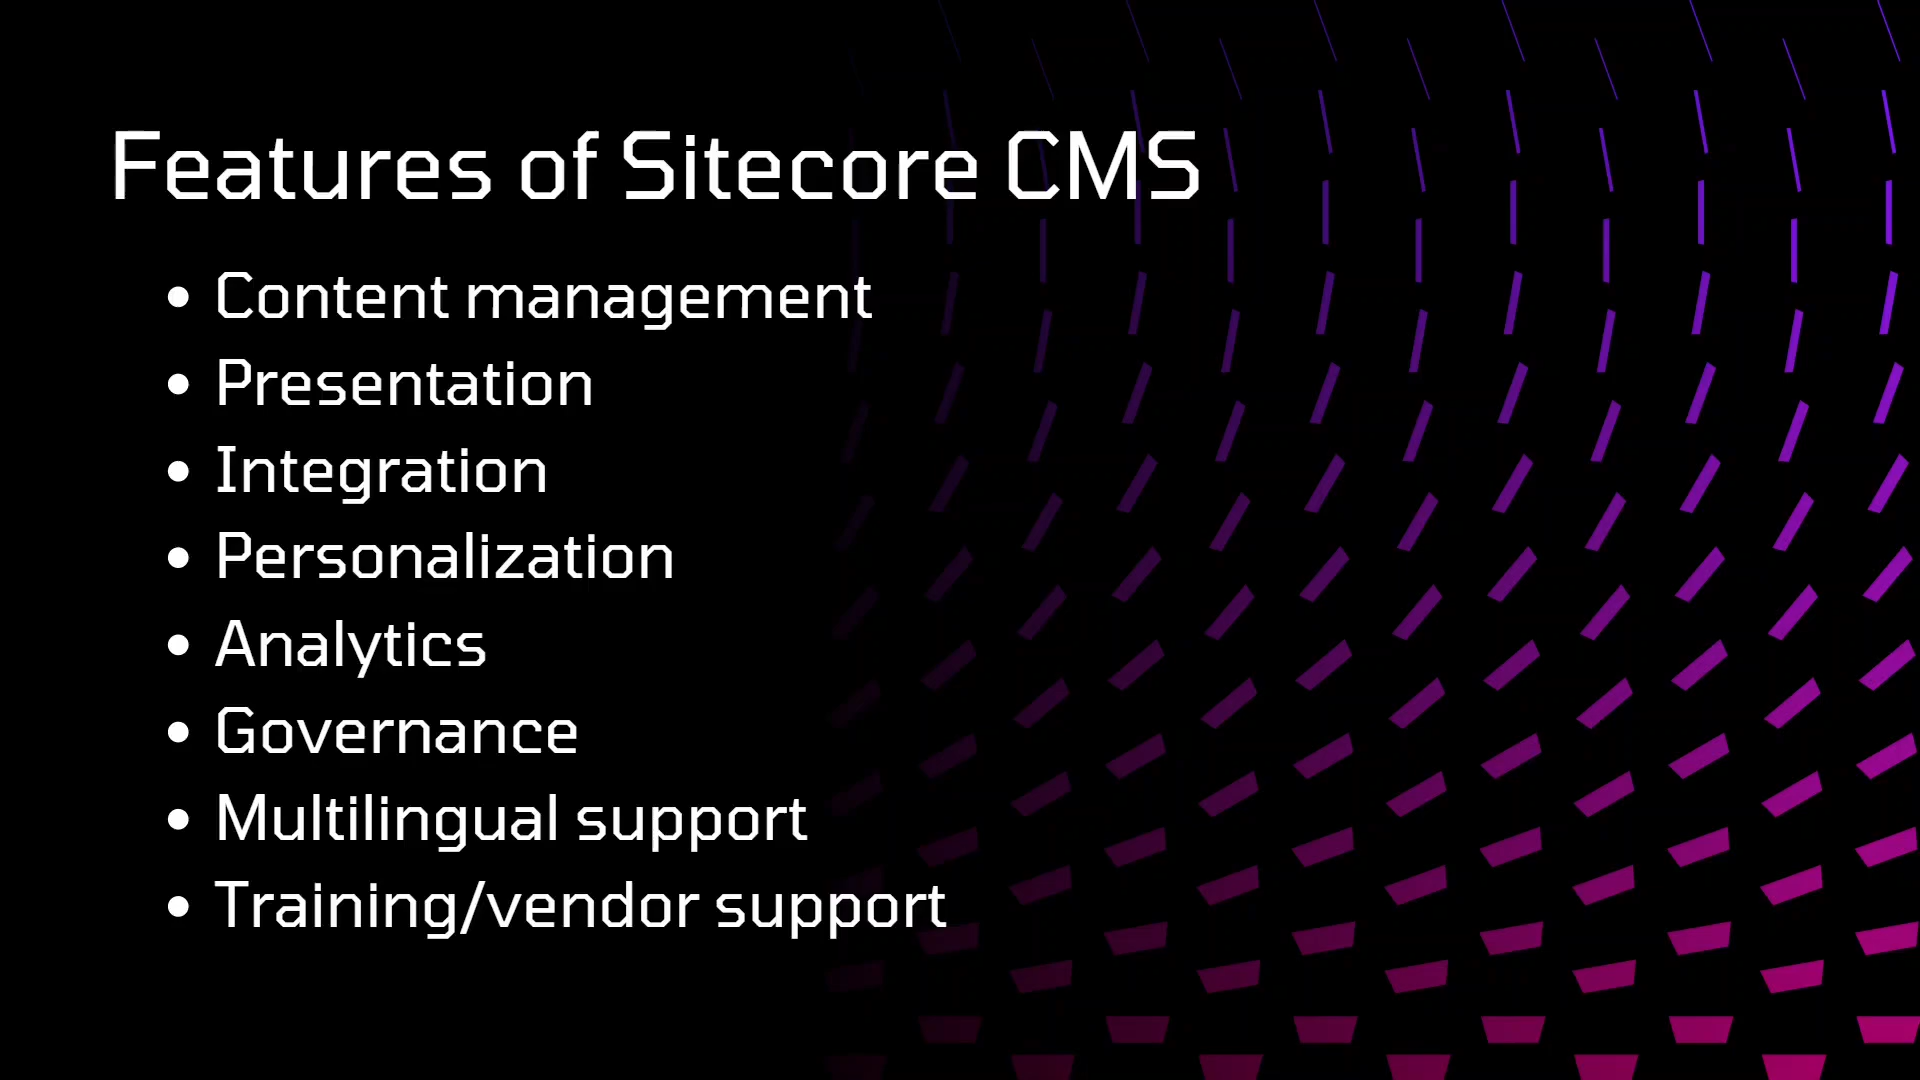 Features of Sitecore CMS
• Content management
• Presentation
• Integration
• Personalization
• Analytics
• Governance
• Multilingual support
• Training/vendor support